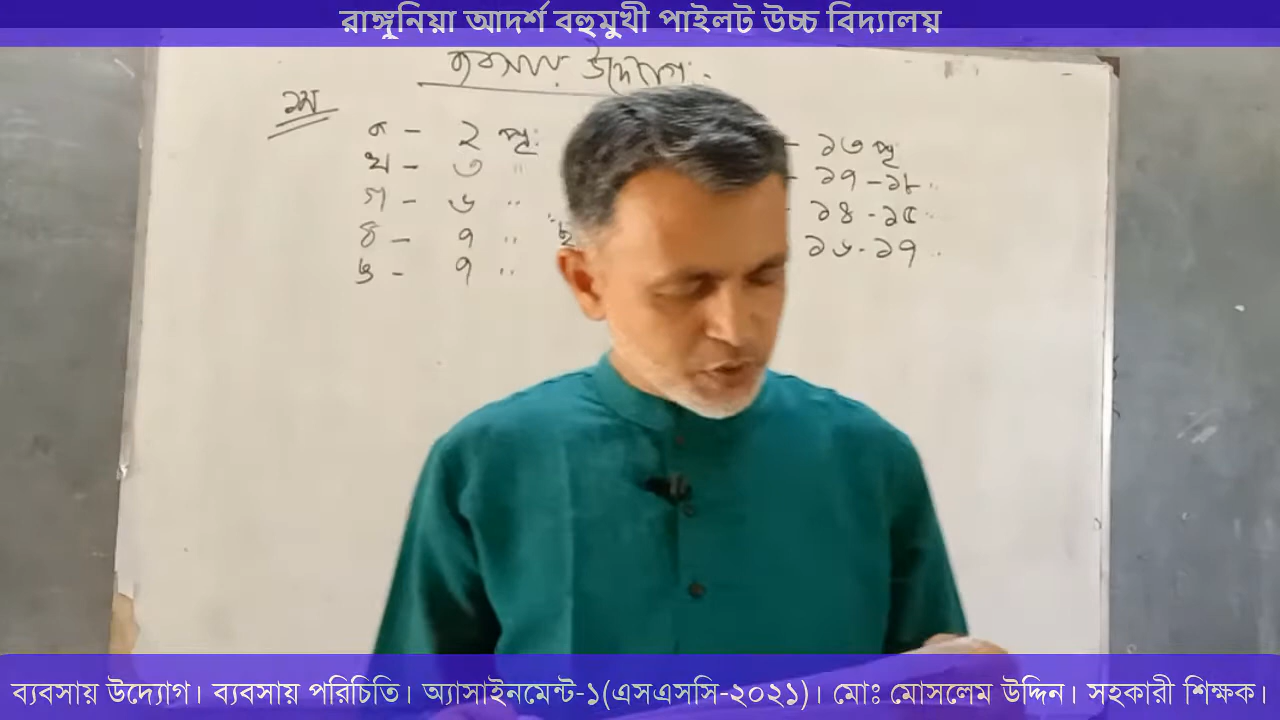 রাঙ্গুনিয়া আদর্শ বহুমুখী পাইলট উচ্চ বিদ্যালয়
ব্যবসায় উদ্যোগ :-
১ম
ক - ২ পৃ: - ১৩ পৃ
খ - ৩ " - ১৭ - ১৮ "
গ - ৬ " - ১৪ - ১৫ "
ঘ - ৭ " - ১৬ - ১৭ "
ঙ - ৭ "
ব্যবসায় উদ্যোগ। ব্যবসায় পরিচিতি। অ্যাসাইনমেন্ট-১(এসএসসি-২০২১)। মোঃ মোসলেম উদ্দিন। সহকারী শিক্ষক।